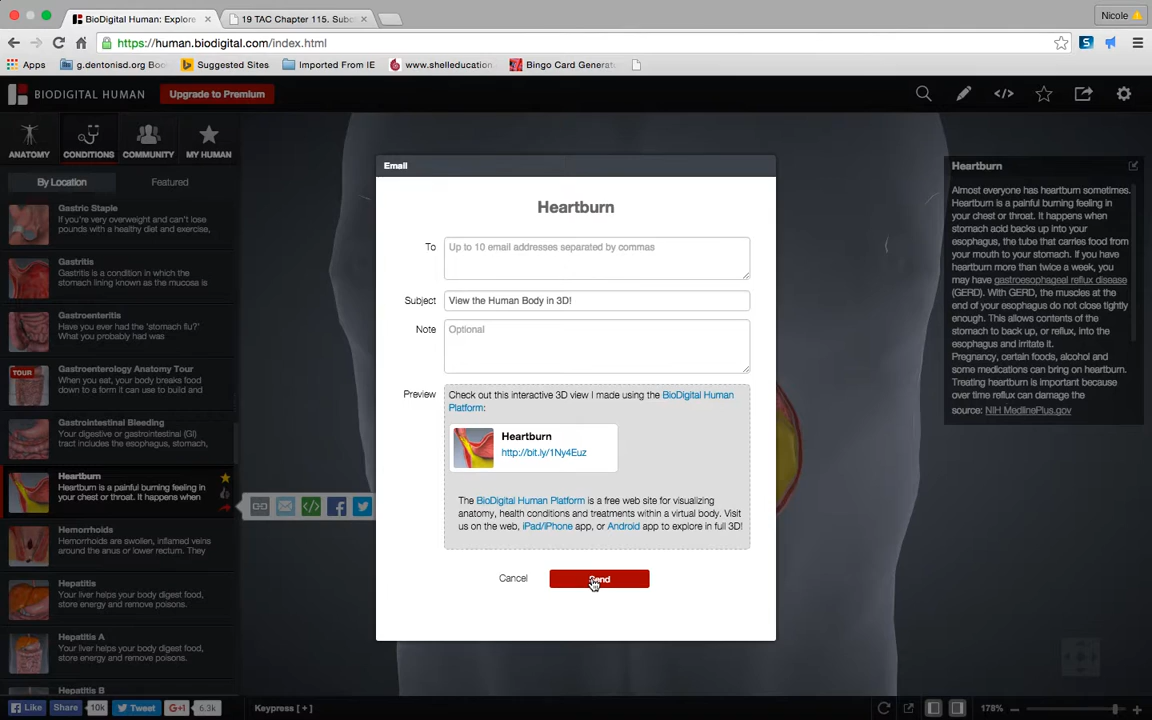 BioDigital Human: Explore
19 TAC Chapter 115. Subc
Nicole
https://human.biodigital.com/index.html
Apps
g.dentonisd.org Boo
Suggested Sites
Imported From IE
www.shelleducation
Bingo Card Generat
BIODIGITAL HUMAN
Upgrade to Premium
ANATOMY
CONDITIONS
COMMUNITY
MY HUMAN
By Location
Featured
Gastric Staple
If you're very overweight and can't lose
pounds with a healthy diet and exercise,
Gastritis
Gastritis is a condition in which the
stomach lining known as the mucosa is
Gastroenteritis
Have you ever had the 'stomach flu?'
What you probably had was
TOUR
Gastroenterology Anatomy Tour
When you eat, your body breaks food
down to a form it can use to build and
Gastrointestinal Bleeding
Your digestive or gastrointestinal (GI)
tract includes the esophagus, stomach,
Heartburn
Heartburn is a painful burning feeling in
your chest or throat. It happens when
Hemorrhoids
Hemorrhoids are swollen, inflamed veins
around the anus or lower rectum. They
Hepatitis
Your liver helps your body digest food,
store energy and remove poisons.
Hepatitis A
Your liver helps your body digest food,
store energy and remove poisons.
Hepatitis B
Email
Heartburn
To
Up to 10 email addresses separated by commas
Subject
View the Human Body in 3D!
Note
Optional
Preview
Check out this interactive 3D view I made using the BioDigital Human
Platform:
Heartburn
http://bit.ly/1Ny4Euz
The BioDigital Human Platform is a free web site for visualizing
anatomy, health conditions and treatments within a virtual body. Visit
us on the web, iPad/iPhone app, or Android app to explore in full 3D!
Cancel
Send
Heartburn
Almost everyone has heartburn sometimes.
Heartburn is a painful burning feeling in
your chest or throat. It happens when
stomach acid backs up into your
esophagus, the tube that carries food from
your mouth to your stomach. If you have
heartburn more than twice a week, you
may have gastroesophageal reflux disease
(GERD). With GERD, the muscles at the
end of your esophagus do not close tightly
enough. This allows contents of the
stomach to back up, or reflux, into the
esophagus and irritate it.
Pregnancy, certain foods, alcohol and
some medications can bring on heartburn.
Treating heartburn is important because
over time reflux can damage the
source: NIH MedlinePlus.gov
Like
Share
10k
Tweet
G+1
6.3k
Keypress [ + ]
178%